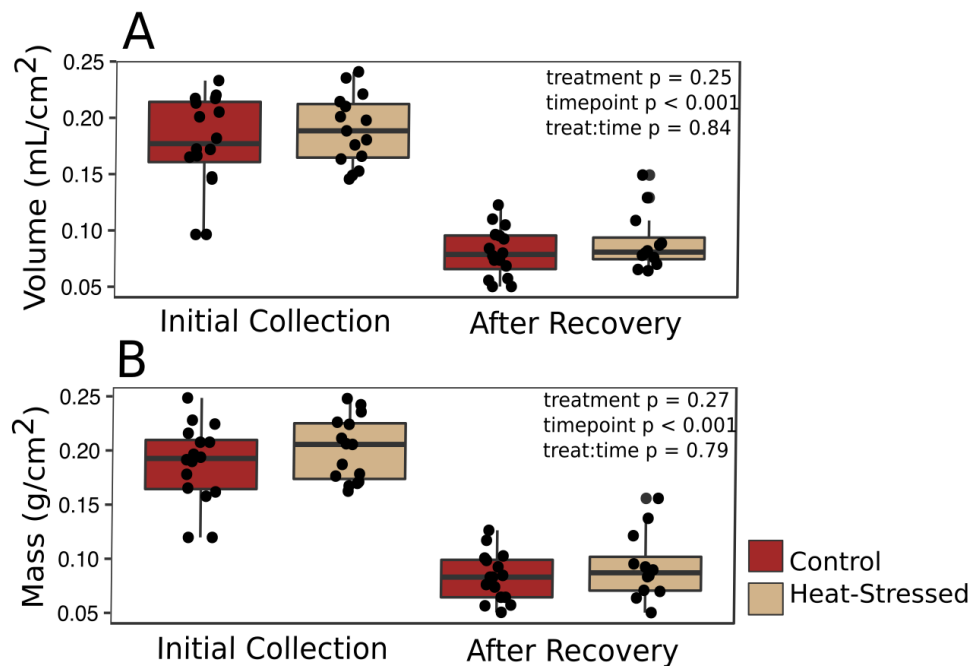 A
Volume (mL/cm²)
0.25
0.20
0.15
0.10
0.05
treatment p = 0.25
timepoint p < 0.001
treat:time p = 0.84
Initial Collection
After Recovery
B
Mass (g/cm²)
0.25
0.20
0.15
0.10
0.05
treatment p = 0.27
timepoint p < 0.001
treat:time p = 0.79
Initial Collection
After Recovery
Control
Heat-Stressed